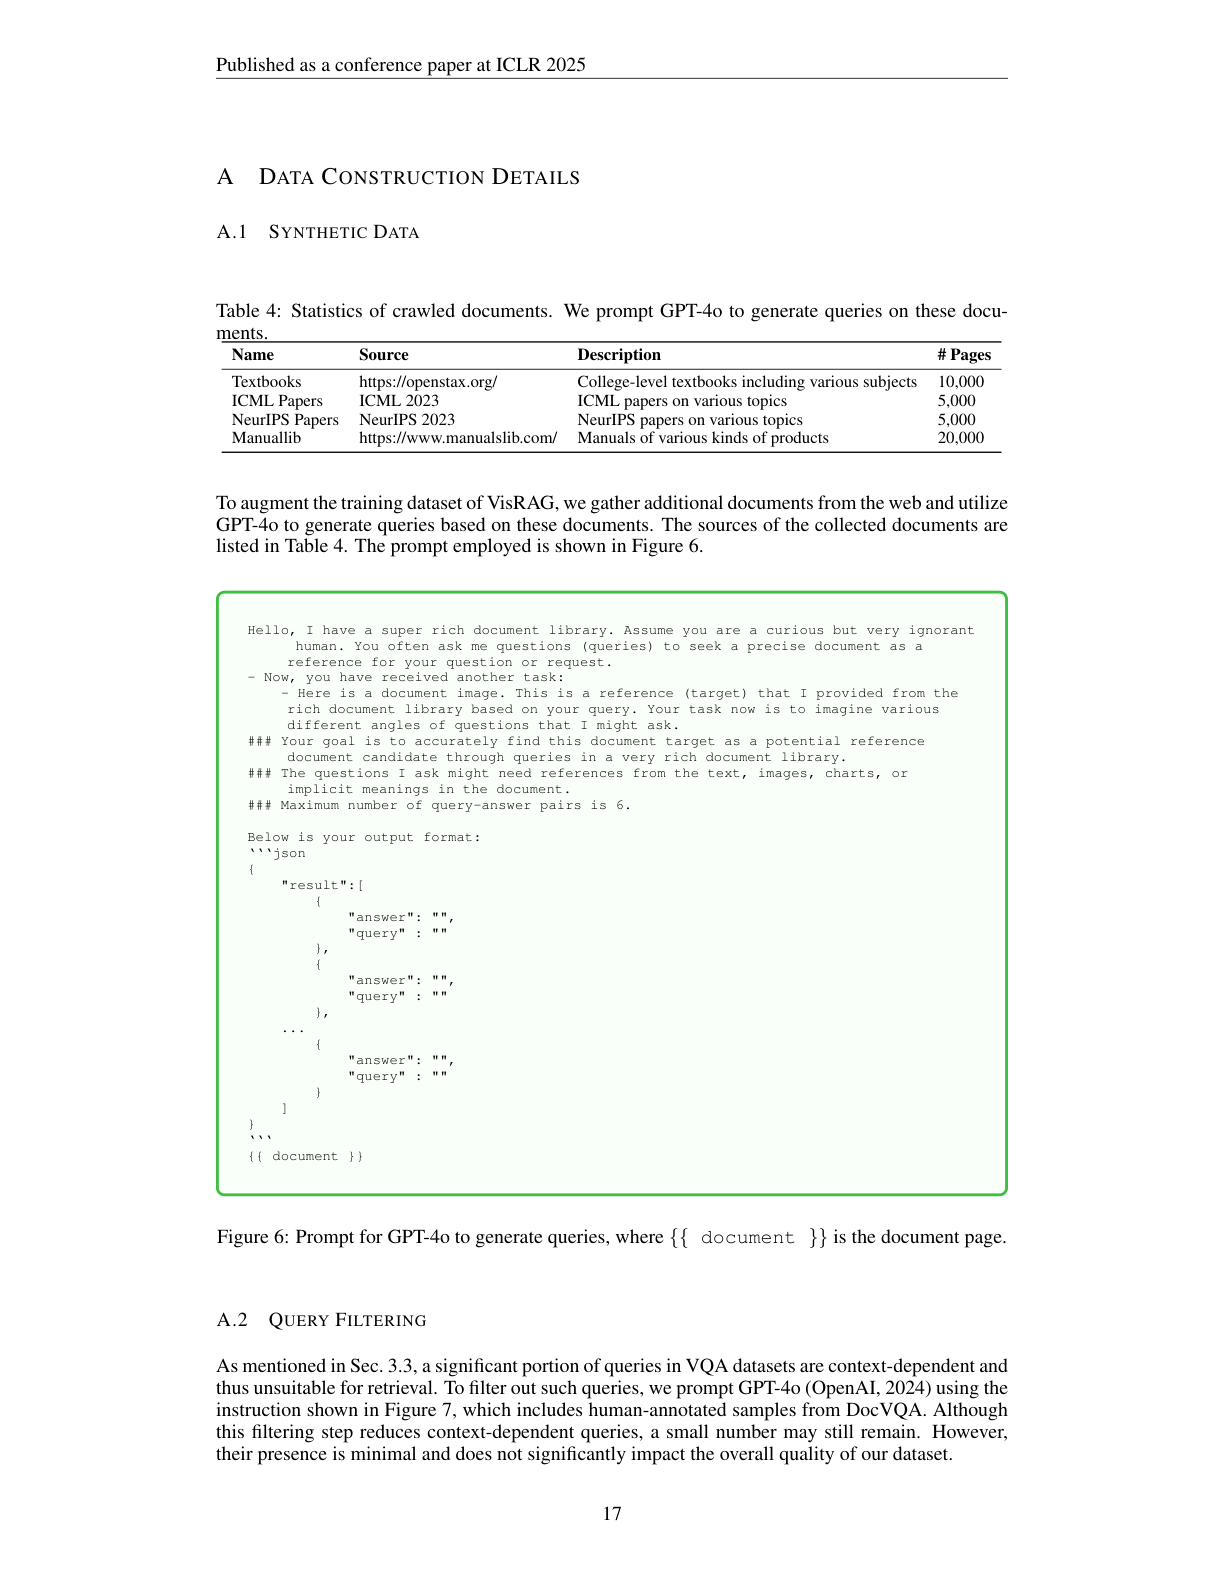 Published as a conference paper at ICLR 2025
A DATA CONSTRUCTION DETAILS
A.1 SYNTHETIC DATA
Table 4: Statistics of crawled documents. We prompt GPT-4o to generate queries on these docu-
ments.
Name Source Description # Pages
Textbooks https://openstax.org/ College-level textbooks including various subjects 10,000
ICML Papers ICML 2023 ICML papers on various topics 5,000
NeurIPS Papers NeurIPS 2023 NeurIPS papers on various topics 5,000
Manuallib https://www.manualslib.com/ Manuals of various kinds of products 20,000
To augment the training dataset of VisRAG, we gather additional documents from the web and utilize
GPT-4o to generate queries based on these documents. The sources of the collected documents are
listed in Table 4. The prompt employed is shown in Figure 6.
Hello, I have a super rich document library. Assume you are a curious but very ignorant
human. You often ask me questions (queries) to seek a precise document as a
reference for your question or request.
- Now, you have received another task:
- Here is a document image. This is a reference (target) that I provided from the
rich document library based on your query. Your task now is to imagine various
different angles of questions that I might ask.
### Your goal is to accurately find this document target as a potential reference
document candidate through queries in a very rich document library.
### The questions I ask might need references from the text, images, charts, or
implicit meanings in the document.
### Maximum number of query-answer pairs is 6.
Below is your output format:
```json
{
"result":[
{
"answer": "",
"query" : ""
},
{
"answer": "",
"query" : ""
},
...
{
"answer": "",
"query" : ""
}
]
}
```
{{ document }}
Figure 6: Prompt for GPT-4o to generate queries, where {{ document }} is the document page.
A.2 QUERY FILTERING
As mentioned in Sec. 3.3, a significant portion of queries in VQA datasets are context-dependent and
thus unsuitable for retrieval. To filter out such queries, we prompt GPT-4o (OpenAI, 2024) using the
instruction shown in Figure 7, which includes human-annotated samples from DocVQA. Although
this filtering step reduces context-dependent queries, a small number may still remain. However,
their presence is minimal and does not significantly impact the overall quality of our dataset.
17